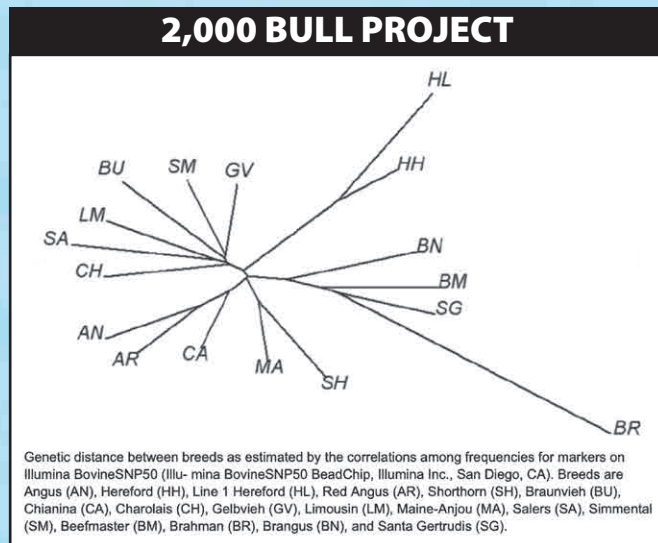 2,000 BULL PROJECT
HL
BU
SM
GV
HH
LM
SA
BN
CH
BM
SG
AN
AR
CA
MA
SH
BR
Genetic distance between breeds as estimated by the correlations among frequencies for markers on
Illumina BovineSNP50 (Illu- mina BovineSNP50 BeadChip, Illumina Inc., San Diego, CA). Breeds are
Angus (AN), Hereford (HH), Line 1 Hereford (HL), Red Angus (AR), Shorthorn (SH), Braunvieh (BU),
Chianina (CA), Charolais (CH), Gelbvieh (GV), Limousin (LM), Maine-Anjou (MA), Salers (SA), Simmental
(SM), Beefmaster (BM), Brahman (BR), Brangus (BN), and Santa Gertrudis (SG).